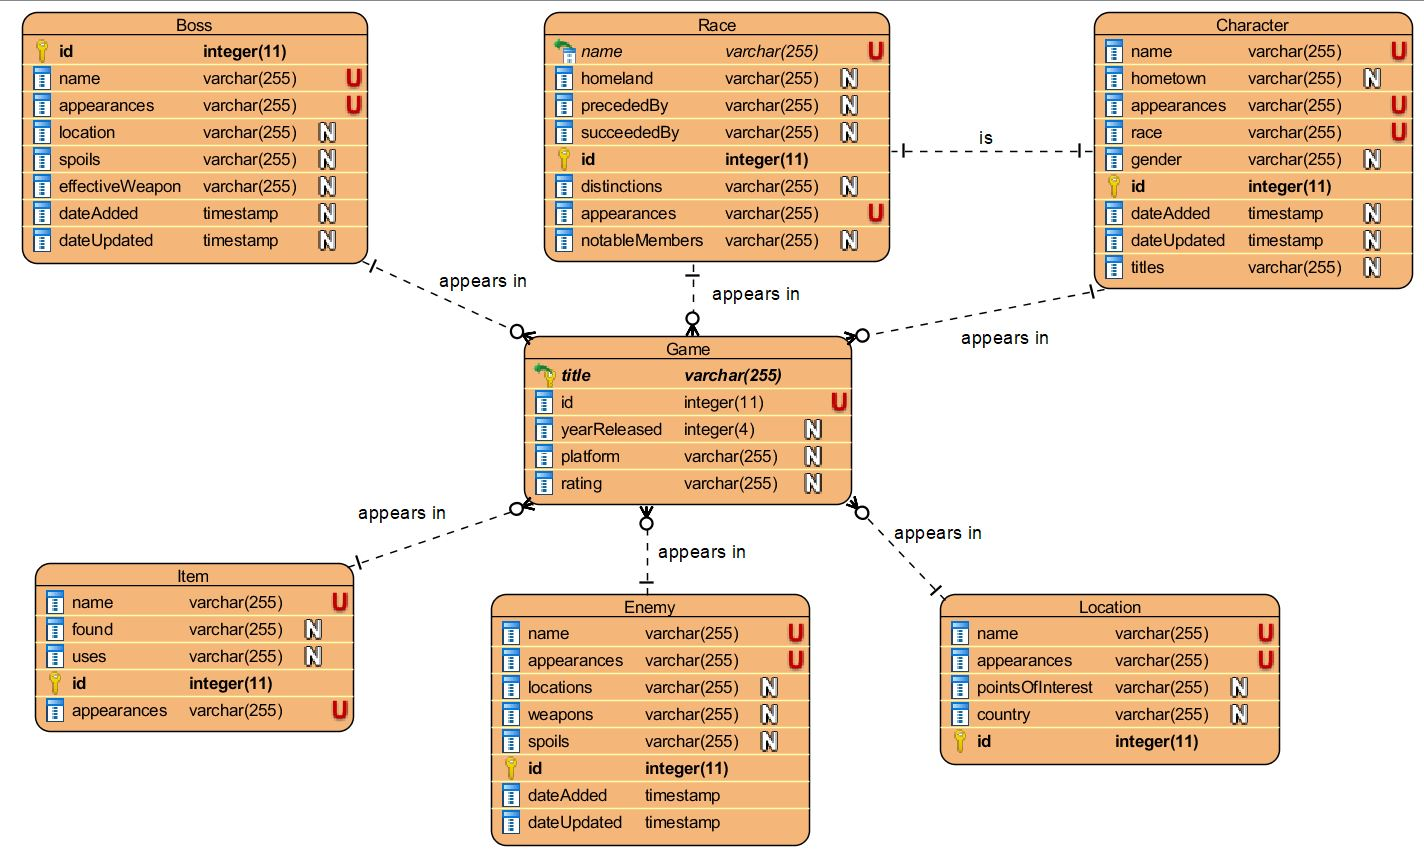 Boss
id integer(11)
name varchar(255) U
appearances varchar(255) U
location varchar(255) N
spoils varchar(255) N
effectiveWeapon varchar(255) N
dateAdded timestamp N
dateUpdated timestamp N
Race
name varchar(255) U
homeland varchar(255) N
precededBy varchar(255) N
succeededBy varchar(255) N
id integer(11)
distinctions varchar(255) N
appearances varchar(255) U
notableMembers varchar(255) N
is
Character
name varchar(255) U
hometown varchar(255) N
appearances varchar(255) U
race varchar(255) U
gender varchar(255) N
id integer(11)
dateAdded timestamp N
dateUpdated timestamp N
titles varchar(255) N
appears in
appears in
appears in
Game
title varchar(255)
id integer(11) U
yearReleased integer(4) N
platform varchar(255) N
rating varchar(255) N
appears in
appears in
appears in
Item
name varchar(255) U
found varchar(255) N
uses varchar(255) N
id integer(11)
appearances varchar(255) U
Enemy
name varchar(255) U
appearances varchar(255) U
locations varchar(255) N
weapons varchar(255) N
spoils varchar(255) N
id integer(11)
dateAdded timestamp
dateUpdated timestamp
Location
name varchar(255) U
appearances varchar(255) U
pointsOfInterest varchar(255) N
country varchar(255) N
id integer(11)